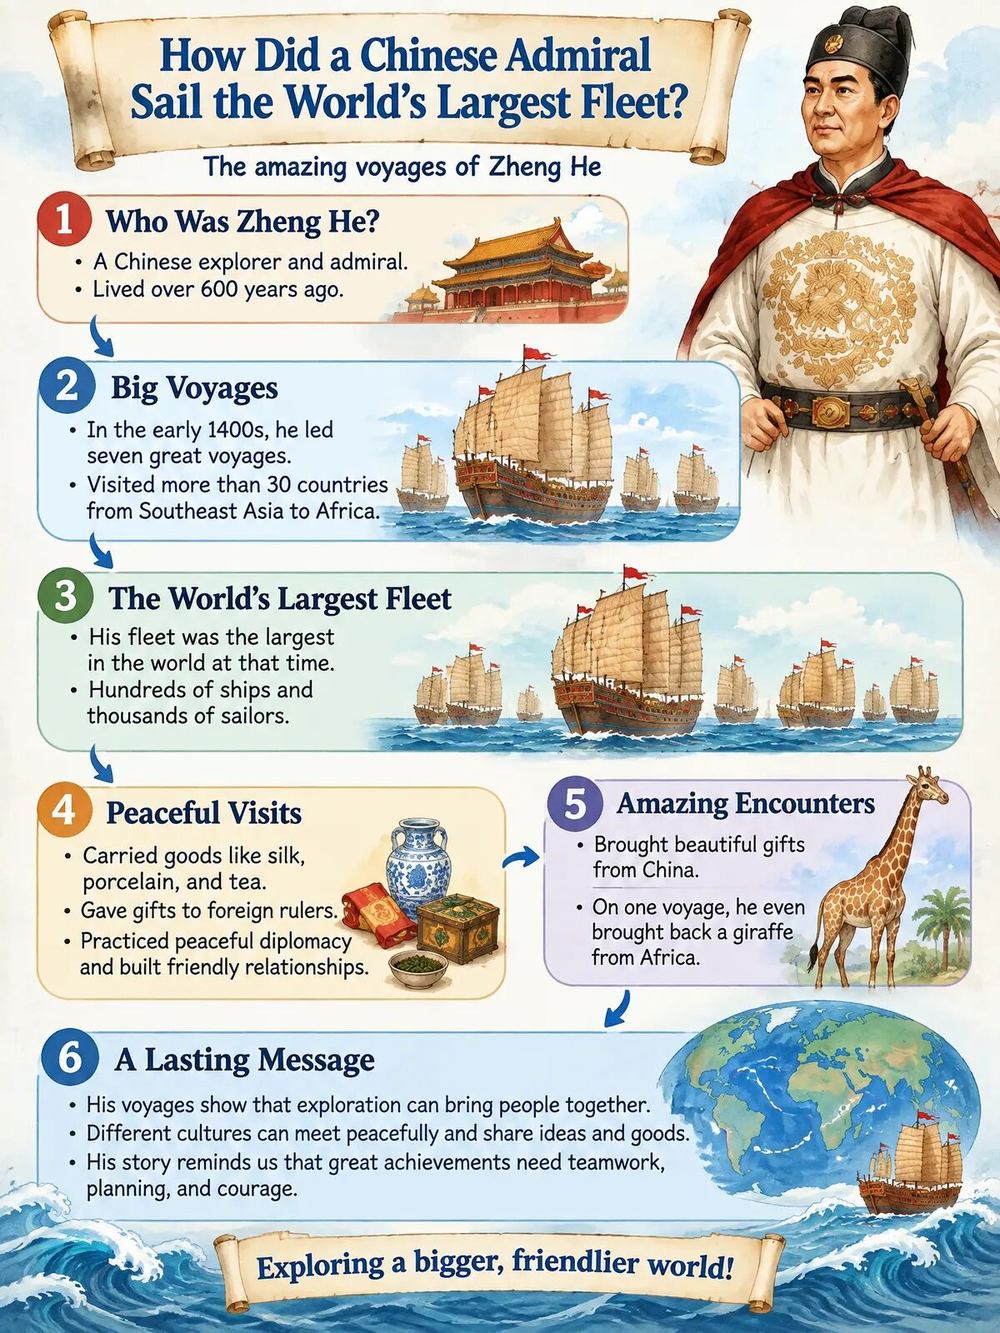 How Did a Chinese Admiral
Sail the World's Largest Fleet?
The amazing voyages of Zheng He
1 Who Was Zheng He?
• A Chinese explorer and admiral.
• Lived over 600 years ago.
2 Big Voyages
• In the early 1400s, he led
seven great voyages.
• Visited more than 30 countries
from Southeast Asia to Africa.
3 The World's Largest Fleet
• His fleet was the largest
in the world at that time.
• Hundreds of ships and
thousands of sailors.
4 Peaceful Visits
• Carried goods like silk,
porcelain, and tea.
• Gave gifts to foreign rulers.
• Practiced peaceful diplomacy
and built friendly relationships.
5 Amazing Encounters
• Brought beautiful gifts
from China.
• On one voyage, he even
brought back a giraffe
from Africa.
6 A Lasting Message
• His voyages show that exploration can bring people together.
• Different cultures can meet peacefully and share ideas and goods.
• His story reminds us that great achievements need teamwork,
planning, and courage.
Exploring a bigger, friendlier world!